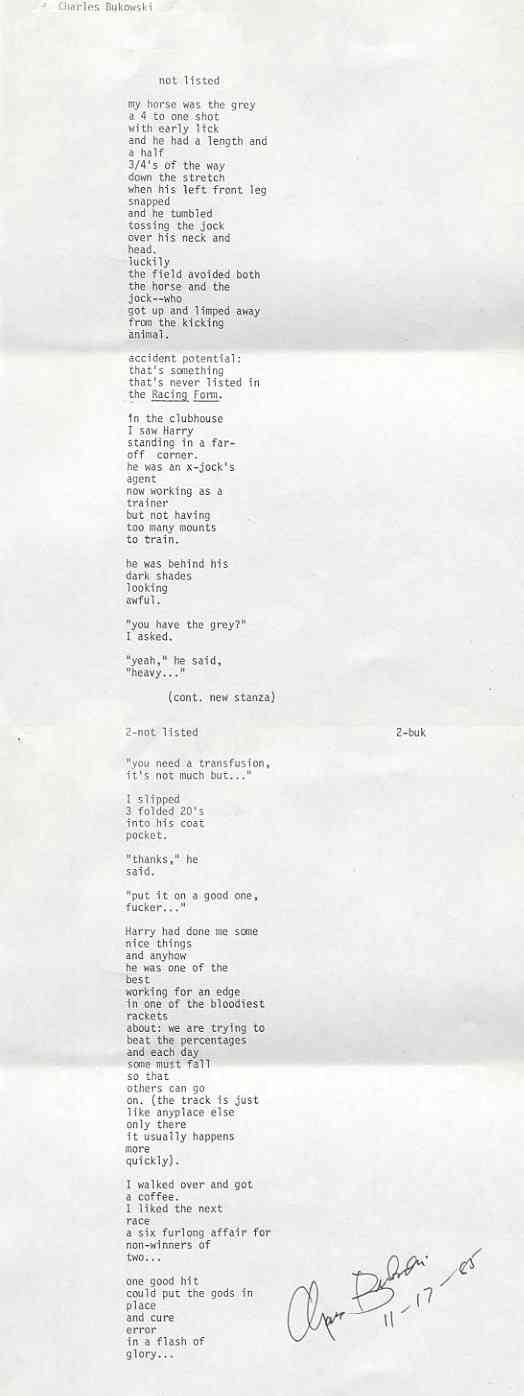 Charles Bukowski
not listed
my horse was the grey
a 4 to one shot
with early lick
and he had a length and
a half
3/4's of the way
down the stretch
when his left front leg
snapped
and he tumbled
tossing the jock
over his neck and
head.
luckily
the field avoided both
the horse and the
jock--who
got up and limped away
from the kicking
animal.
accident potential:
that's something
that's never listed in
the Racing Form.
in the clubhouse
I saw Harry
standing in a far-
off corner.
he was an x-jock's
agent
now working as a
trainer
but not having
too many mounts
to train.
he was behind his
dark shades
looking
awful.
"you have the grey?"
I asked.
"yeah," he said,
"heavy..."
(cont. new stanza)
2-not listed 2-buk
"you need a transfusion,
it's not much but..."
I slipped
3 folded 20's
into his coat
pocket.
"thanks," he
said.
"put it on a good one,
fucker..."
Harry had done me some
nice things
and anyhow
he was one of the
best
working for an edge
in one of the bloodiest
rackets
about: we are trying to
beat the percentages
and each day
some must fall
so that
others can go
on. (the track is just
like anyplace else
only there
it usually happens
more
quickly).
I walked over and got
a coffee.
I liked the next
race
a six furlong affair for
non-winners of
two...
one good hit
could put the gods in
place
and cure
error
in a flash of
glory...
Charles Bukowski
11-17-85